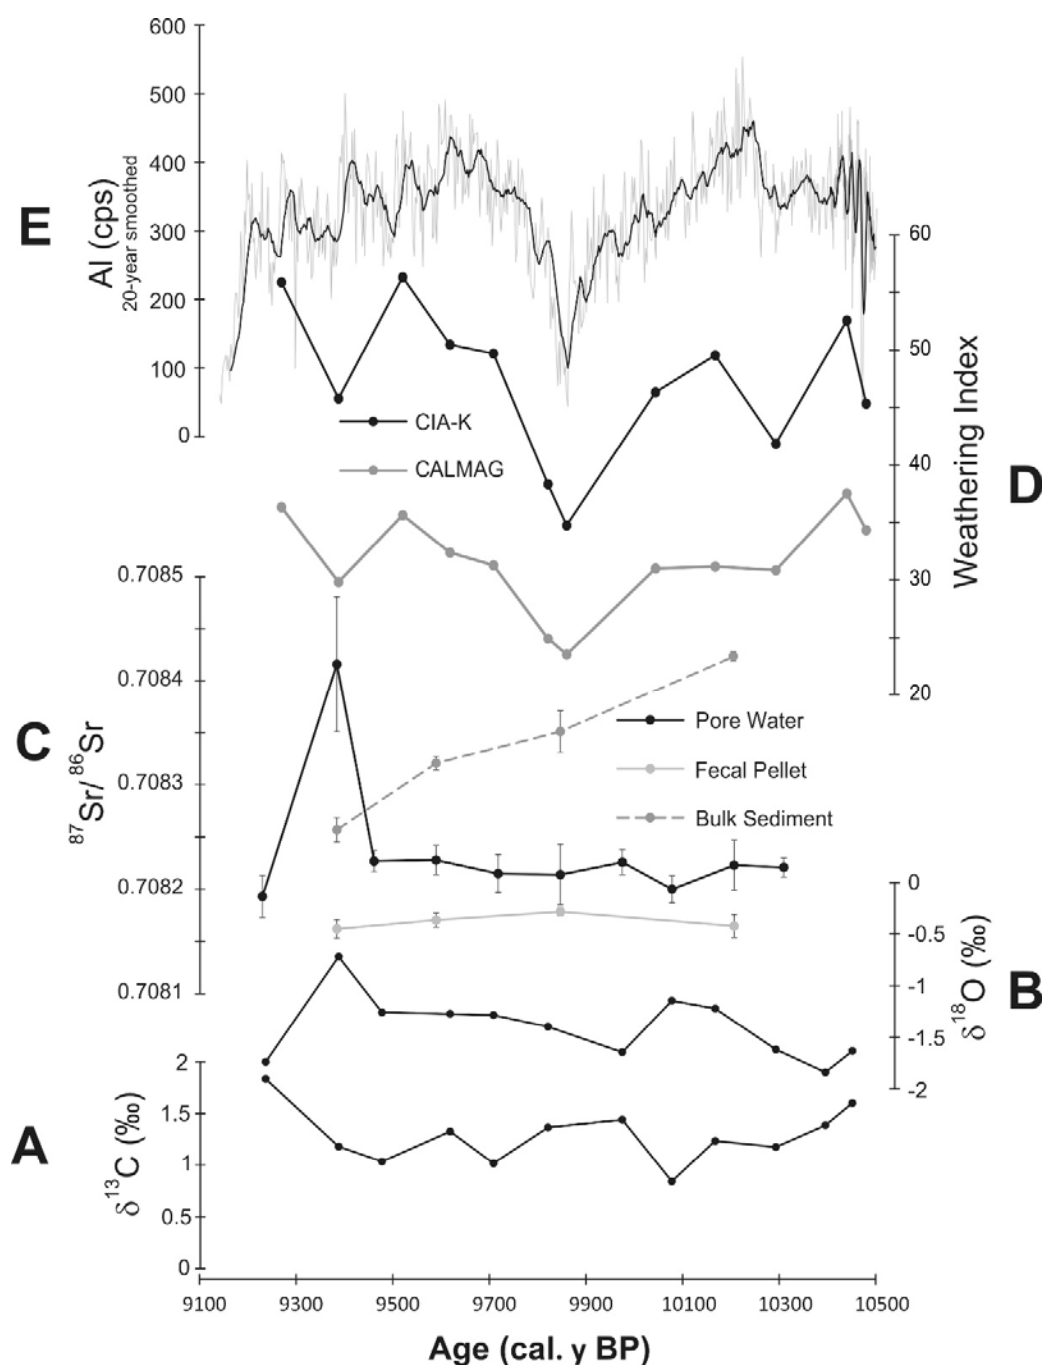 600
500
400
300
200
100
0
E
Al (cps)
20-year smoothed
60
50
40
30
20
Weathering Index
D
CIA-K
CALMAG
0.7085
0.7084
0.7083
0.7082
0.7081
C
87Sr/ 86Sr
Pore Water
Fecal Pellet
Bulk Sediment
0
-0.5
-1
-1.5
-2
δ18O (‰)
B
2
1.5
1
0.5
0
A
δ13C (‰)
9100 9300 9500 9700 9900 10100 10300 10500
Age (cal. y BP)